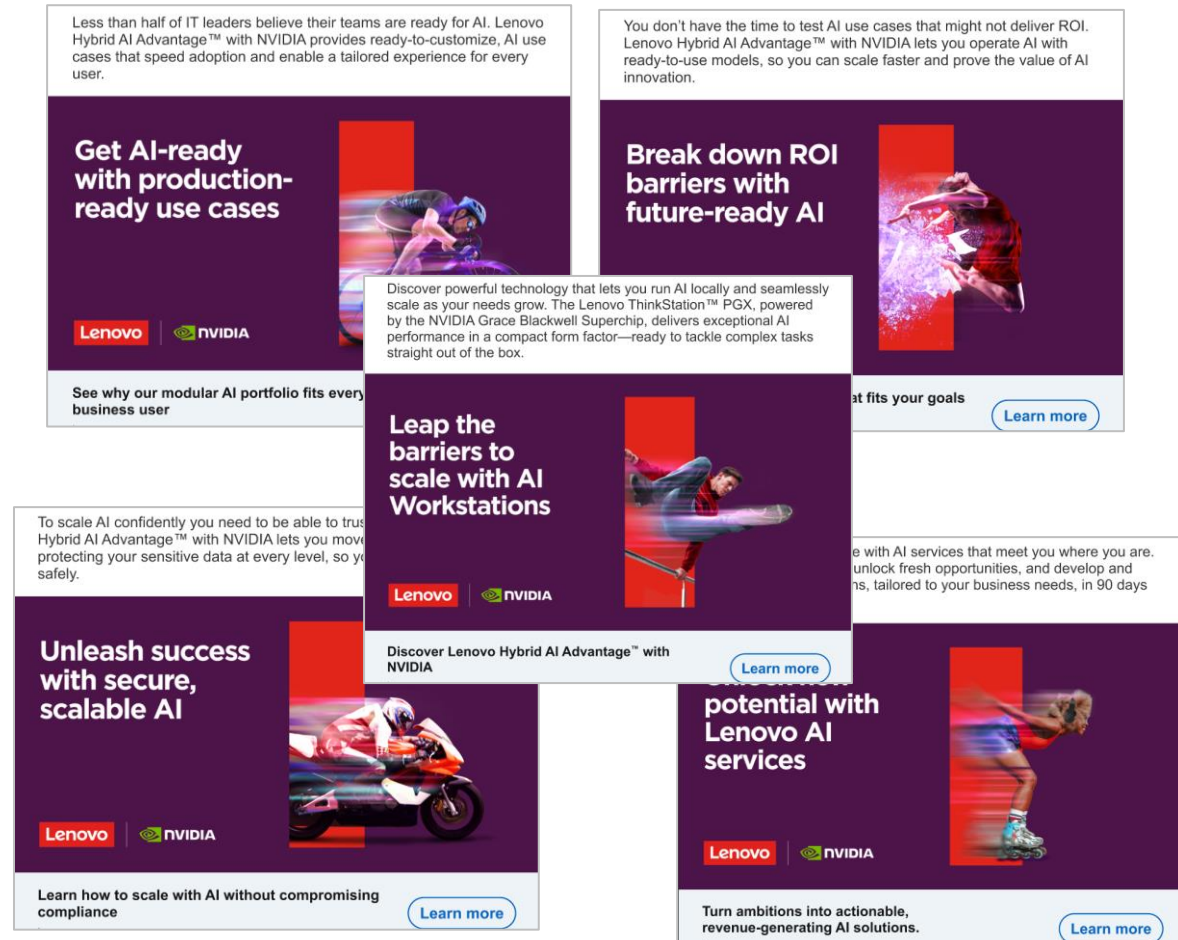 Less than half of IT leaders believe their teams are ready for AI. Lenovo
Hybrid AI Advantage™ with NVIDIA provides ready-to-customize, AI use
cases that speed adoption and enable a tailored experience for every
user.
Get AI-ready
with production-
ready use cases
Lenovo
NVIDIA
See why our modular AI portfolio fits every
business user
You don't have the time to test AI use cases that might not deliver ROI.
Lenovo Hybrid AI Advantage™ with NVIDIA lets you operate AI with
ready-to-use models, so you can scale faster and prove the value of AI
innovation.
Break down ROI
barriers with
future-ready AI
fits your goals
Learn more
Discover powerful technology that lets you run AI locally and seamlessly
scale as your needs grow. The Lenovo ThinkStation™ PGX, powered
by the NVIDIA Grace Blackwell Superchip, delivers exceptional AI
performance in a compact form factor—ready to tackle complex tasks
straight out of the box.
Leap the
barriers to
scale with AI
Workstations
Lenovo
NVIDIA
Discover Lenovo Hybrid AI Advantage™ with
NVIDIA
Learn more
To scale AI confidently you need to be able to
Hybrid AI Advantage™ with NVIDIA lets you
protecting your sensitive data at every level, so
safely.
Unleash success
with secure,
scalable AI
Lenovo
NVIDIA
Learn how to scale with AI without compromising
compliance
Learn more
with AI services that meet you where you are.
unlock fresh opportunities, and develop and
tailored to your business needs, in 90 days
potential with
Lenovo AI
services
Lenovo
NVIDIA
Turn ambitions into actionable,
revenue-generating AI solutions.
Learn more